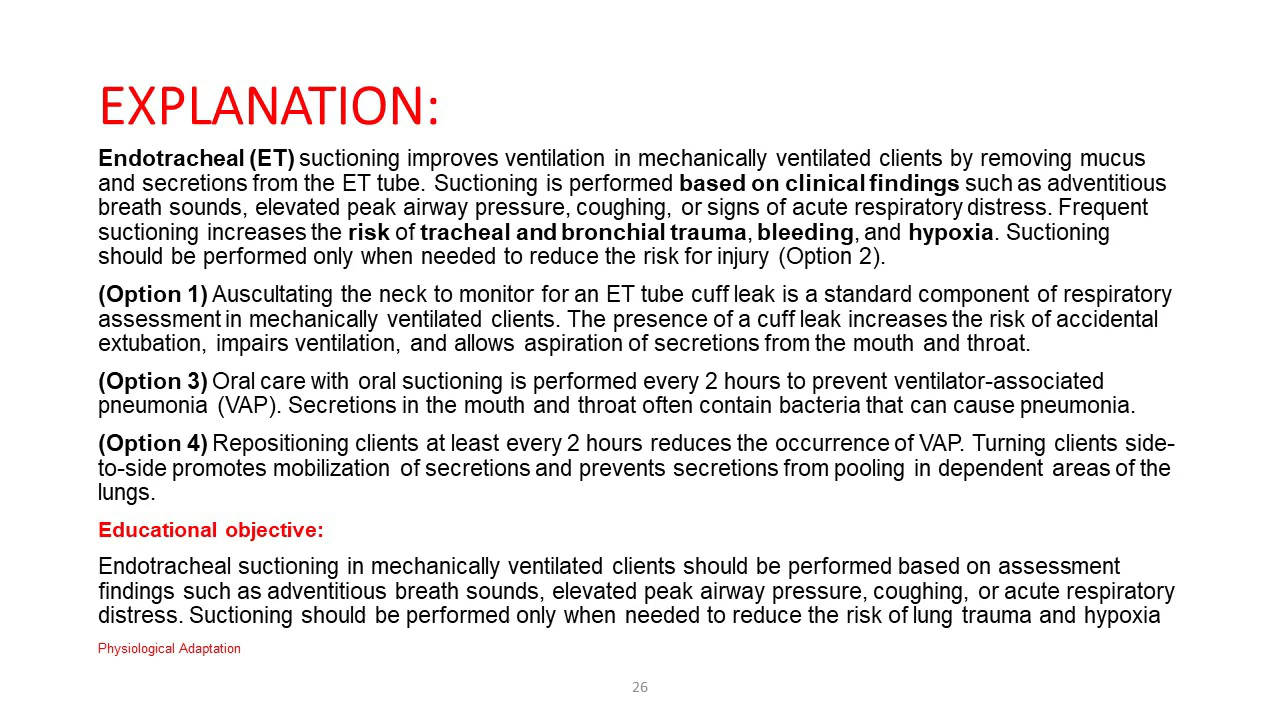 EXPLANATION:
Endotracheal (ET) suctioning improves ventilation in mechanically ventilated clients by removing mucus
and secretions from the ET tube. Suctioning is performed based on clinical findings such as adventitious
breath sounds, elevated peak airway pressure, coughing, or signs of acute respiratory distress. Frequent
suctioning increases the risk of tracheal and bronchial trauma, bleeding, and hypoxia. Suctioning
should be performed only when needed to reduce the risk for injury (Option 2).
(Option 1) Auscultating the neck to monitor for an ET tube cuff leak is a standard component of respiratory
assessment in mechanically ventilated clients. The presence of a cuff leak increases the risk of accidental
extubation, impairs ventilation, and allows aspiration of secretions from the mouth and throat.
(Option 3) Oral care with oral suctioning is performed every 2 hours to prevent ventilator-associated
pneumonia (VAP). Secretions in the mouth and throat often contain bacteria that can cause pneumonia.
(Option 4) Repositioning clients at least every 2 hours reduces the occurrence of VAP. Turning clients side-
to-side promotes mobilization of secretions and prevents secretions from pooling in dependent areas of the
lungs.
Educational objective:
Endotracheal suctioning in mechanically ventilated clients should be performed based on assessment
findings such as adventitious breath sounds, elevated peak airway pressure, coughing, or acute respiratory
distress. Suctioning should be performed only when needed to reduce the risk of lung trauma and hypoxia
Physiological Adaptation
26